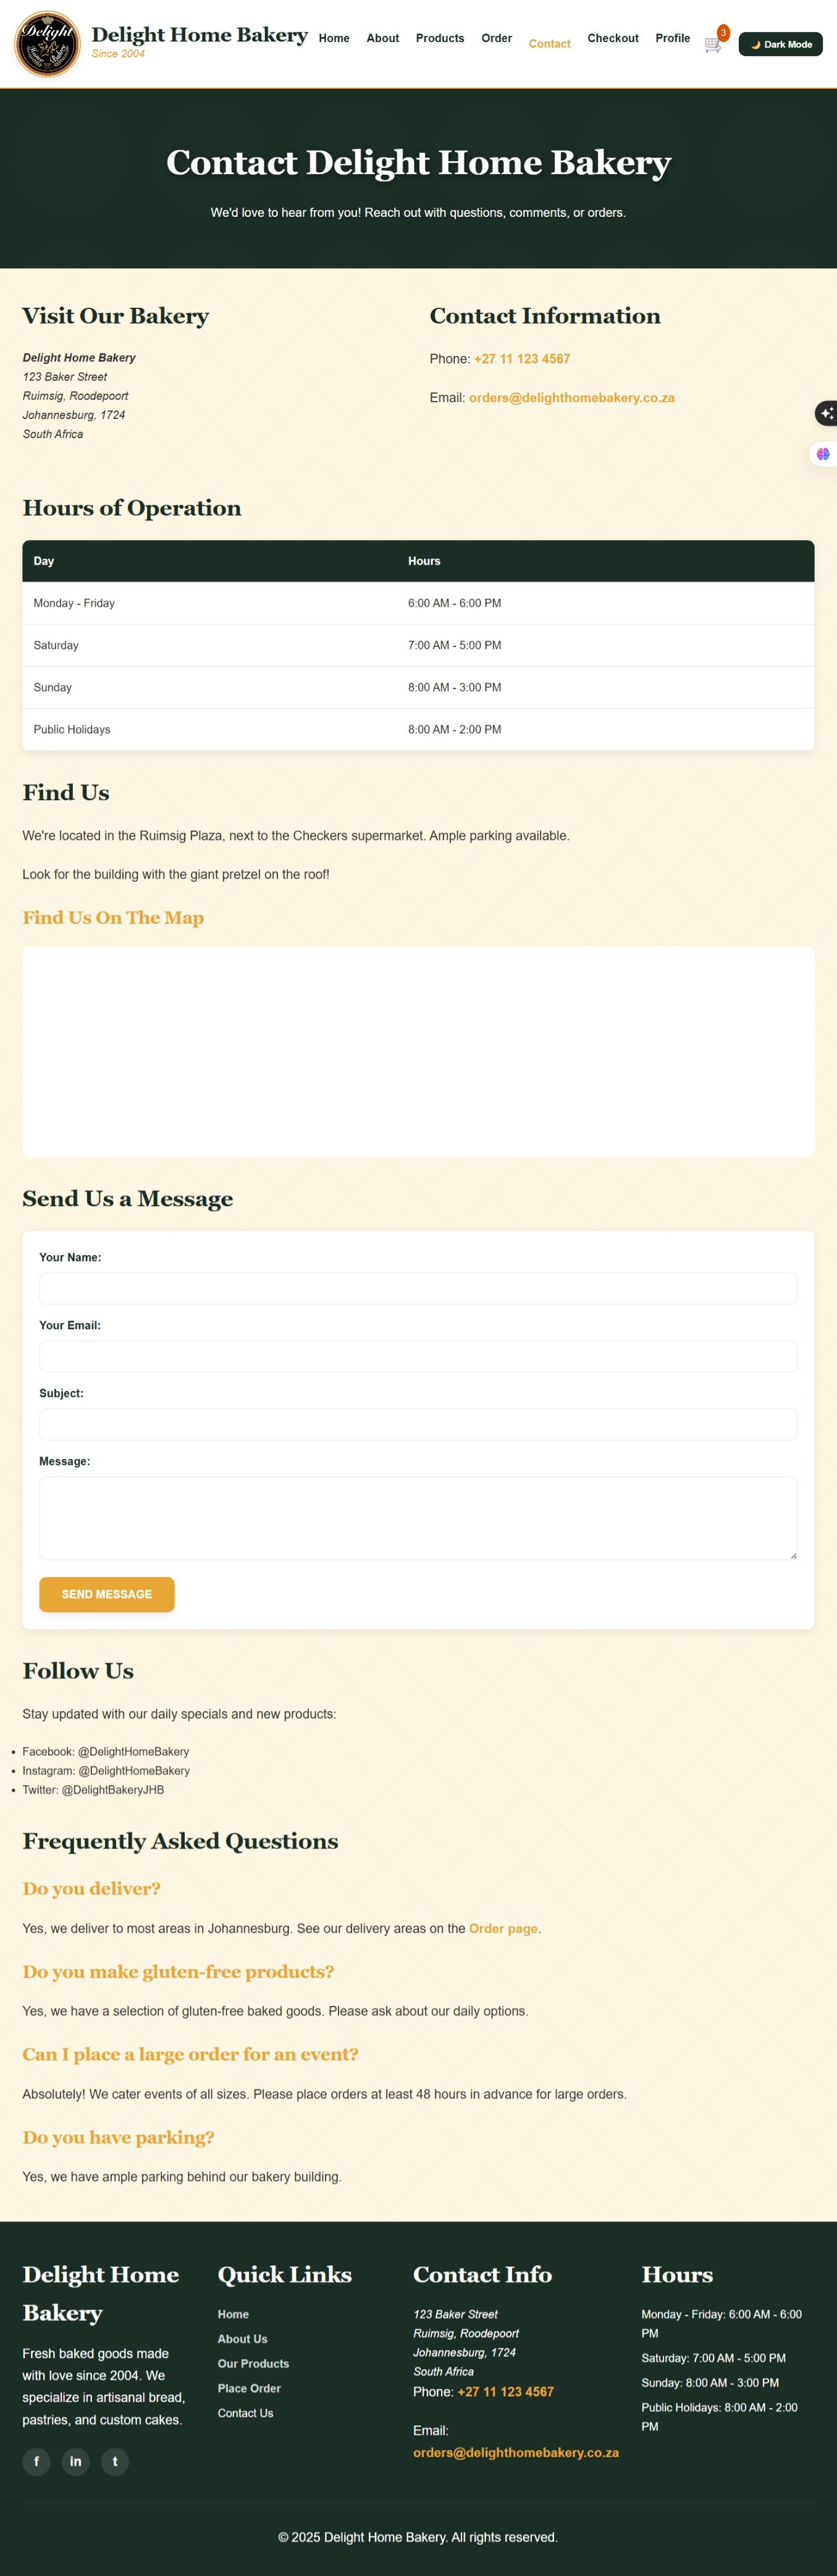 Delight
Delight Home Bakery
Since 2004
Home
About
Products
Order
Contact
Checkout
Profile
3
Dark Mode
Contact Delight Home Bakery
We'd love to hear from you! Reach out with questions, comments, or orders.
Visit Our Bakery
Delight Home Bakery
123 Baker Street
Ruimsig, Roodepoort
Johannesburg, 1724
South Africa
Contact Information
Phone: +27 11 123 4567
Email: orders@delighthomebakery.co.za
Hours of Operation
Day Hours
Monday - Friday 6:00 AM - 6:00 PM
Saturday 7:00 AM - 5:00 PM
Sunday 8:00 AM - 3:00 PM
Public Holidays 8:00 AM - 2:00 PM
Find Us
We're located in the Ruimsig Plaza, next to the Checkers supermarket. Ample parking available.
Look for the building with the giant pretzel on the roof!
Find Us On The Map
Send Us a Message
Your Name:
Your Email:
Subject:
Message:
SEND MESSAGE
Follow Us
Stay updated with our daily specials and new products:
• Facebook: @DelightHomeBakery
• Instagram: @DelightHomeBakery
• Twitter: @DelightBakeryJHB
Frequently Asked Questions
Do you deliver?
Yes, we deliver to most areas in Johannesburg. See our delivery areas on the Order page.
Do you make gluten-free products?
Yes, we have a selection of gluten-free baked goods. Please ask about our daily options.
Can I place a large order for an event?
Absolutely! We cater events of all sizes. Please place orders at least 48 hours in advance for large orders.
Do you have parking?
Yes, we have ample parking behind our bakery building.
Delight Home
Bakery
Fresh baked goods made
with love since 2004. We
specialize in artisanal bread,
pastries, and custom cakes.
f
in
t
Quick Links
Home
About Us
Our Products
Place Order
Contact Us
Contact Info
123 Baker Street
Ruimsig, Roodepoort
Johannesburg, 1724
South Africa
Phone: +27 11 123 4567
Email:
orders@delighthomebakery.co.za
Hours
Monday - Friday: 6:00 AM - 6:00
PM
Saturday: 7:00 AM - 5:00 PM
Sunday: 8:00 AM - 3:00 PM
Public Holidays: 8:00 AM - 2:00
PM
© 2025 Delight Home Bakery. All rights reserved.